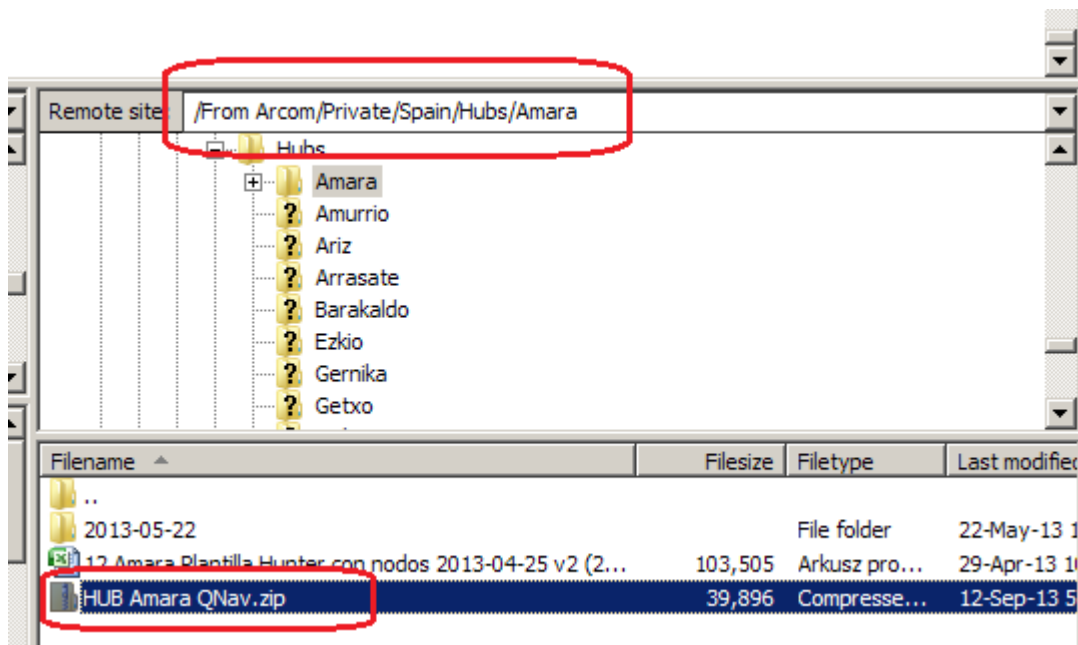 Remote site: /From Arcom/Private/Spain/Hubs/Amara
Hubs
Amara
Amurrio
Ariz
Arrasate
Barakaldo
Ezkio
Gernika
Getxo
Filename Filesize Filetype Last modified
..
2013-05-22 File folder 22-May-13 1
12 Amara Plantilla Hunter con nodos 2013-04-25 v2 (2... 103,505 Arkusz pro... 29-Apr-13 1
HUB Amara QNav.zip 39,896 Compresse... 12-Sep-13 5